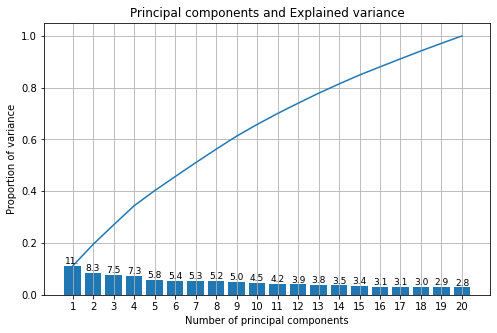 Principal components and Explained variance
Proportion of variance
1.0
0.8
0.6
0.4
0.2
0.0
11 8.3 7.5 7.3 5.8 5.4 5.3 5.2 5.0 4.5 4.2 3.9 3.8 3.5 3.4 3.1 3.1 3.0 2.9 2.8
1 2 3 4 5 6 7 8 9 10 11 12 13 14 15 16 17 18 19 20
Number of principal components